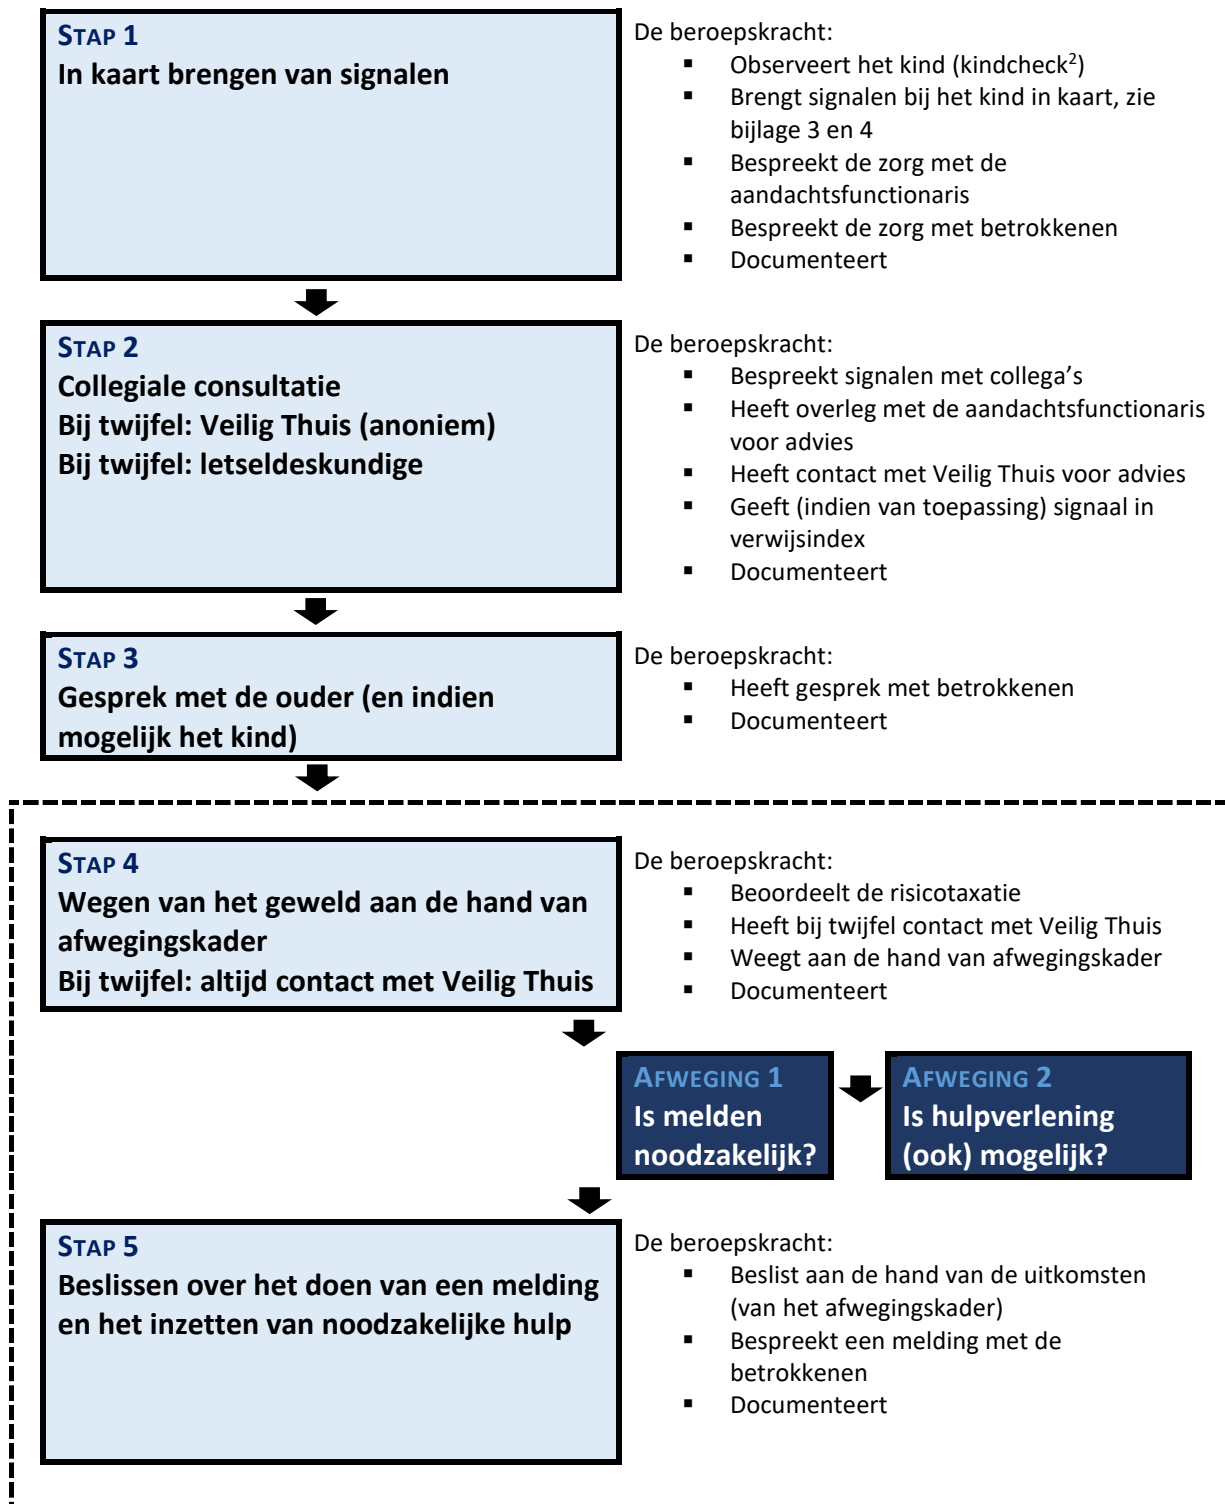 STAP 1
In kaart brengen van signalen
De beroepskracht:
▪ Observeert het kind (kindcheck²)
▪ Brengt signalen bij het kind in kaart, zie
bijlage 3 en 4
▪ Bespreekt de zorg met de
aandachtsfunctionaris
▪ Bespreekt de zorg met betrokkenen
▪ Documenteert
STAP 2
Collegiale consultatie
Bij twijfel: Veilig Thuis (anoniem)
Bij twijfel: letseldeskundige
De beroepskracht:
▪ Bespreekt signalen met collega’s
▪ Heeft overleg met de aandachtsfunctionaris
voor advies
▪ Heeft contact met Veilig Thuis voor advies
▪ Geeft (indien van toepassing) signaal in
verwijsindex
▪ Documenteert
STAP 3
Gesprek met de ouder (en indien
mogelijk het kind)
De beroepskracht:
▪ Heeft gesprek met betrokkenen
▪ Documenteert
STAP 4
Wegen van het geweld aan de hand van
afwegingskader
Bij twijfel: altijd contact met Veilig Thuis
De beroepskracht:
▪ Beoordeelt de risicotaxatie
▪ Heeft bij twijfel contact met Veilig Thuis
▪ Weegt aan de hand van afwegingskader
▪ Documenteert
AFWEGING 1
Is melden
noodzakelijk?
AFWEGING 2
Is hulpverlening
(ook) mogelijk?
STAP 5
Beslissen over het doen van een melding
en het inzetten van noodzakelijke hulp
De beroepskracht:
▪ Beslist aan de hand van de uitkomsten
(van het afwegingskader)
▪ Bespreekt een melding met de
betrokkenen
▪ Documenteert